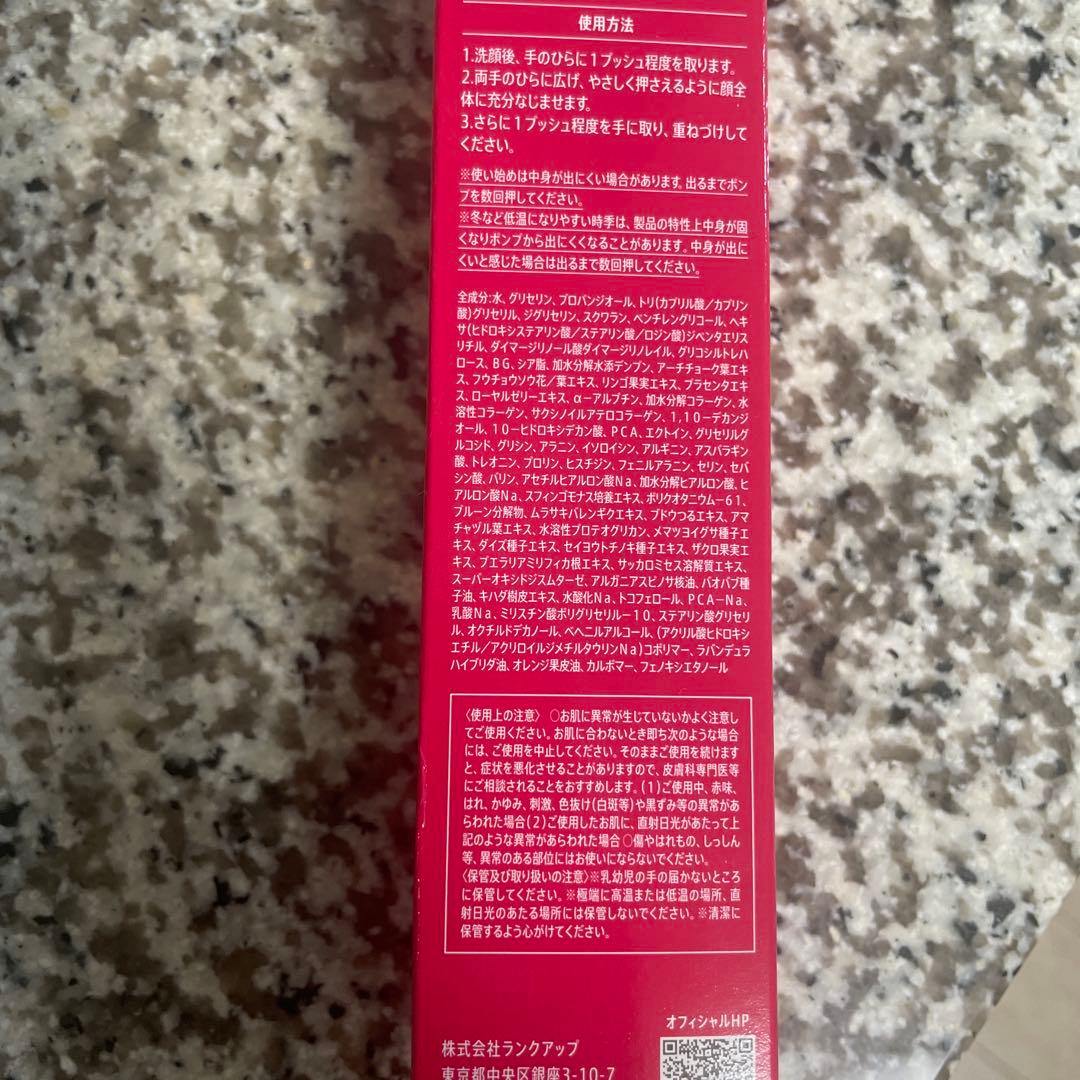 使用方法
1.洗顔後、手のひらに1プッシュ程度を取ります。
2.両手のひらに広げ、やさしく押さえるように顔全
体に充分なじませます。
3.さらに1プッシュ程度を手に取り、重ねづけして
ください。
※使い始めは中身が出にくい場合があります。出るまでポン
プを数回押してください。
※冬など低温になりやすい時季は、製品の特性上中身が固
くなりポンプから出にくくなることがあります。中身が出に
くいと感じた場合は出るまで数回押してください。
全成分:水、グリセリン、プロパンジオール、トリ(カプリル酸/カプリン
酸)グリセリル、ジグリセリン、スクワラン、ペンチレングリコール、ヘキ
サ(ヒドロキシステアリン酸/ステアリン酸/ロジン酸)ジペンタエリス
リチル、ダイマージリノール酸ダイマージリノレイル、グリコシルトレハ
ロース、BG、シア脂、加水分解水添デンプン、アーチチョーク葉エキ
ス、フウチョウソウ花/葉エキス、リンゴ果実エキス、プラセンタエキ
ス、ローヤルゼリーエキス、α-アルブチン、加水分解コラーゲン、水
溶性コラーゲン、サクシノイルアテロコラーゲン、1,10-デカンジ
オール、10-ヒドロキシデカン酸、PCA、エクトイン、グリセリルグ
ルコシド、グリシン、アラニン、イソロイシン、アルギニン、アスパラギン
酸、トレオニン、プロリン、ヒスチジン、フェニルアラニン、セリン、セバ
シン酸、バリン、アセチルヒアルロン酸Na、加水分解ヒアルロン酸、ヒ
アルロン酸Na、スフィンゴモナス培養エキス、ポリクオタニウム-61、
プルーン分解物、ムラサキバレンギクエキス、ブドウつるエキス、アマ
チャヅル葉エキス、水溶性プロテオグリカン、メマツヨイグサ種子エ
キス、ダイズ種子エキス、セイヨウトチノキ種子エキス、ザクロ果実エ
キス、プエラリアミリフィカ根エキス、サッカロミセス溶解質エキス、
スーパーオキシドジスムターゼ、アルガニアスピノサ核油、バオバブ種
子油、キハダ樹皮エキス、水酸化Na、トコフェロール、PCA-Na、
乳酸Na、ミリスチン酸ポリグリセリル-10、ステアリン酸グリセリ
ル、オクチルドデカノール、ベヘニルアルコール、(アクリル酸ヒドロキシ
エチル/アクリロイルジメチルタウリンNa)コポリマー、ラバンデュラ
ハイブリダ油、オレンジ果皮油、カルボマー、フェノキシエタノール
〈使用上の注意〉○お肌に異常が生じていないかよく注意し
てご使用ください。お肌に合わないとき即ち次のような場合
には、ご使用を中止してください。そのままご使用を続けます
と、症状を悪化させることがありますので、皮膚科専門医等
にご相談されることをおすすめします。(1)ご使用中、赤味、
はれ、かゆみ、刺激、色抜け(白斑等)や黒ずみ等の異常があ
らわれた場合(2)ご使用したお肌に、直射日光があたって上
記のような異常があらわれた場合○傷やはれもの、しっしん
等、異常のある部位にはお使いにならないでください。
〈保管及び取り扱いの注意〉※乳幼児の手の届かないところ
に保管してください。※極端に高温または低温の場所、直
射日光のあたる場所には保管しないでください。※清潔に
保管するよう心がけてください。
オフィシャルHP
株式会社ランクアップ
東京都中央区銀座3-10-7